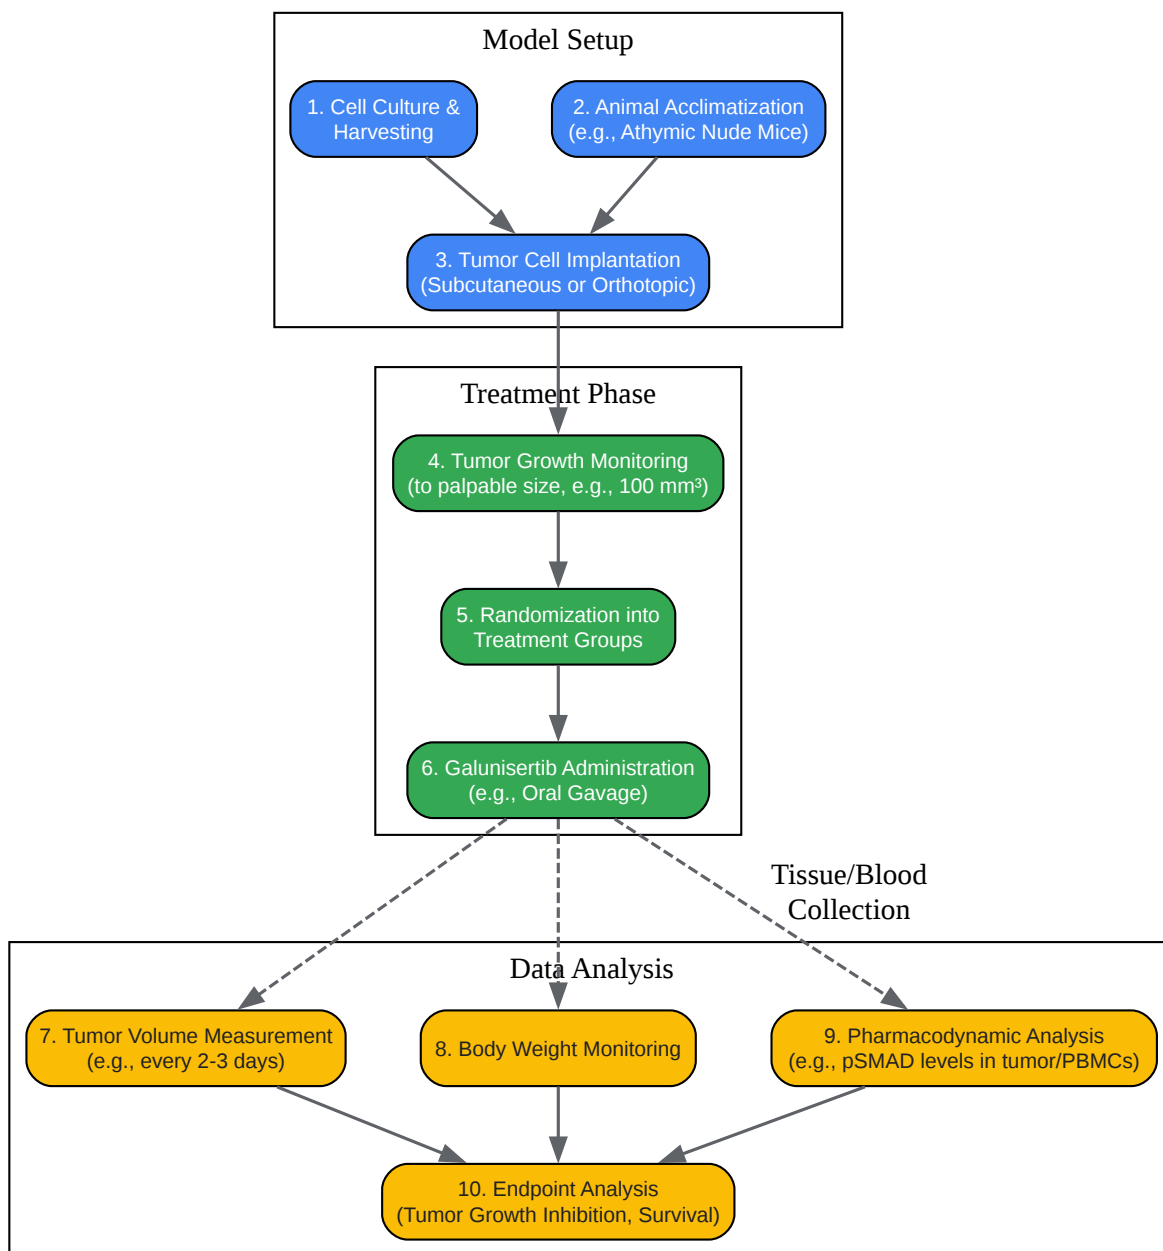 Model Setup
1. Cell Culture &
Harvesting
2. Animal Acclimatization
(e.g., Athymic Nude Mice)
3. Tumor Cell Implantation
(Subcutaneous or Orthotopic)
Treatment Phase
4. Tumor Growth Monitoring
(to palpable size, e.g., 100 mm³)
5. Randomization into
Treatment Groups
6. Galunisertib Administration
(e.g., Oral Gavage)
Tissue/Blood
Collection
Data Analysis
7. Tumor Volume Measurement
(e.g., every 2-3 days)
8. Body Weight Monitoring
9. Pharmacodynamic Analysis
(e.g., pSMAD levels in tumor/PBMCs)
10. Endpoint Analysis
(Tumor Growth Inhibition, Survival)